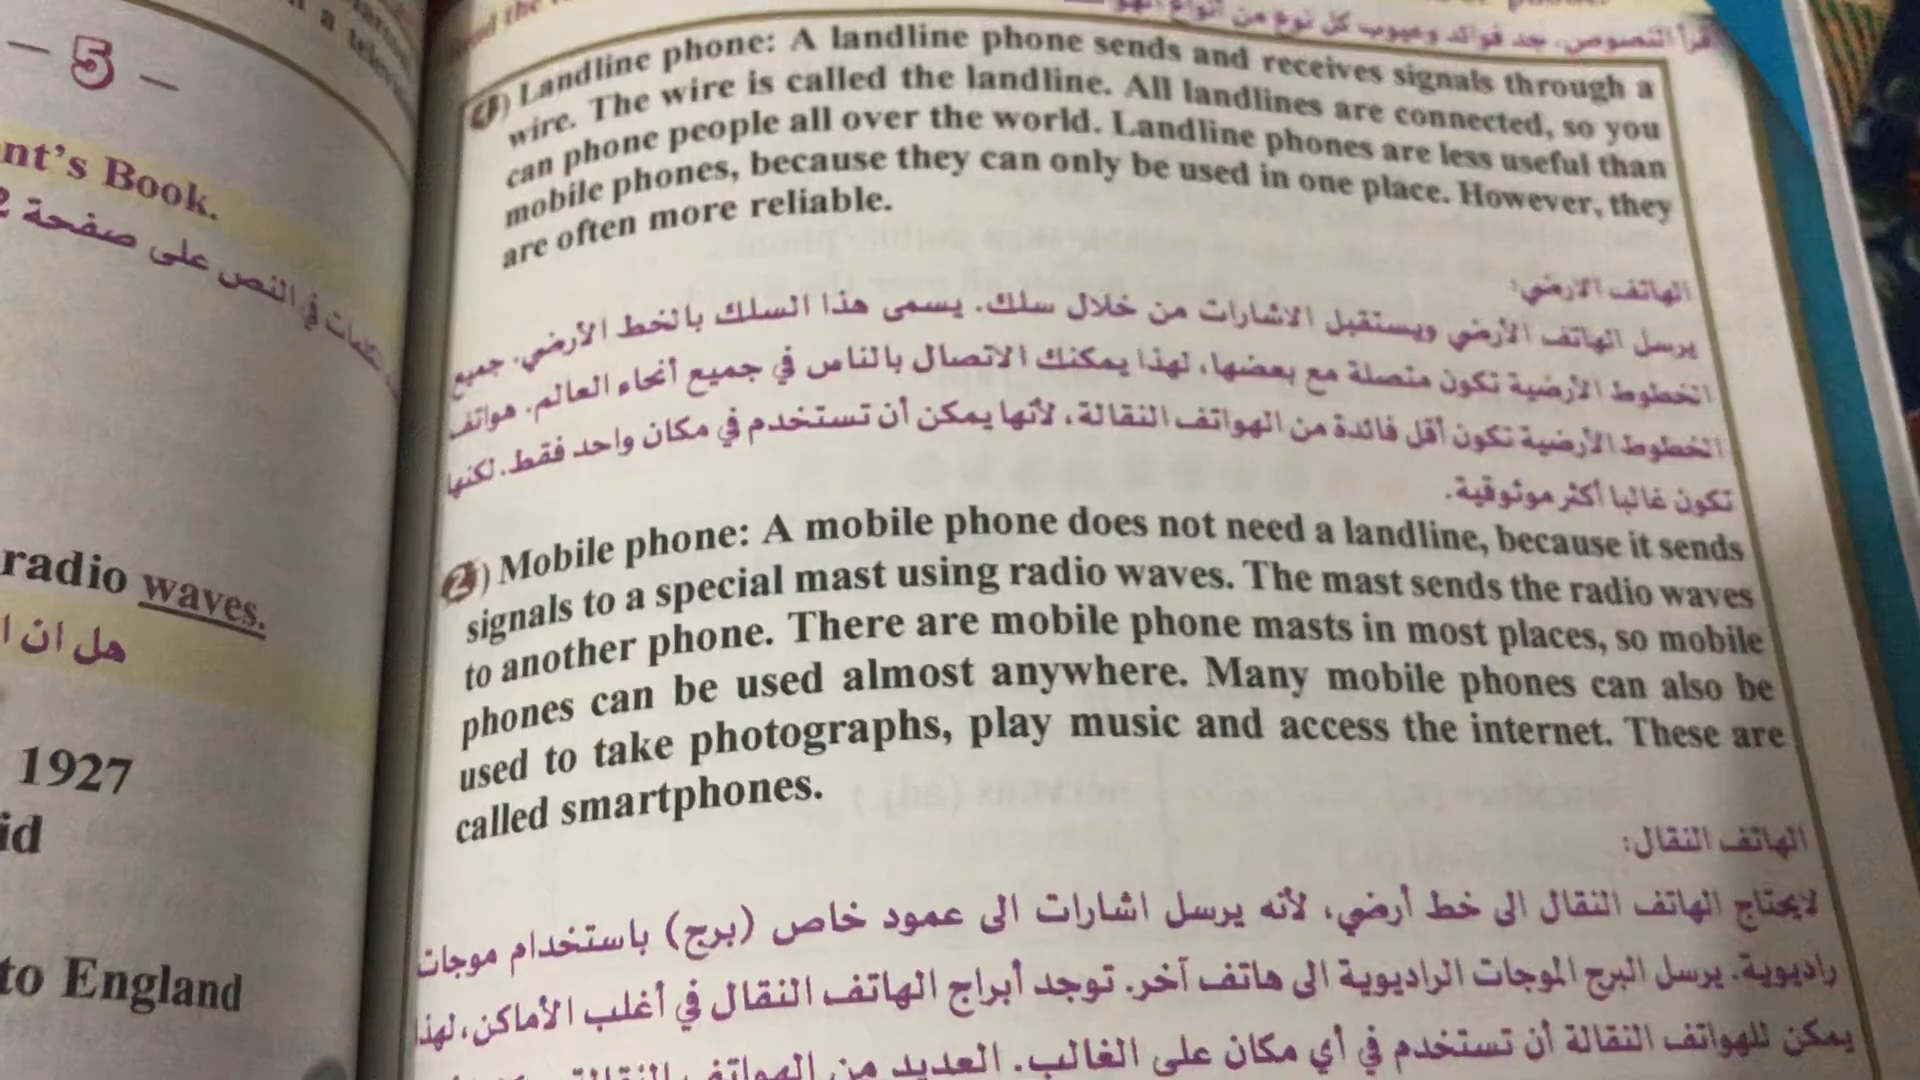 - 5 -
nt's Book.
في النص على صفحة
radio waves.
هل ان ا
1927
id
to England
a
اقرأ النصوص، جد فوائد وعيوب كل نوع من أنواع
1) Landline phone: A landline phone sends and receives signals through a
wire. The wire is called the landline. All landlines are connected, so you
can phone people all over the world. Landline phones are less useful than
mobile phones, because they can only be used in one place. However, they
are often more reliable.
الهاتف الارضي:
يرسل الهاتف الأرضي ويستقبل الاشارات من خلال سلك. يسمى هذا السلك بالخط الأرضي. جميع
الخطوط الأرضية تكون متصلة مع بعضها، لهذا يمكنك الاتصال بالناس في جميع أنحاء العالم. هواتف
الخطوط الأرضية تكون أقل فائدة من الهواتف النقالة، لأنها يمكن أن تستخدم في مكان واحد فقط. لكنها
تكون غالبا أكثر موثوقية.
2) Mobile phone: A mobile phone does not need a landline, because it sends
signals to a special mast using radio waves. The mast sends the radio waves
to another phone. There are mobile phone masts in most places, so mobile
phones can be used almost anywhere. Many mobile phones can also be
used to take photographs, play music and access the internet. These are
called smartphones.
الهاتف النقال:
لايحتاج الهاتف النقال الى خط أرضي، لأنه يرسل اشارات الى عمود خاص (برج) باستخدام موجات
راديوية. يرسل البرج الموجات الراديوية الى هاتف آخر. توجد أبراج الهاتف النقال في أغلب الأماكن، لهذا
يمكن للهواتف النقالة أن تستخدم في أي مكان على الغالب. العديد من الهواتف النقالة